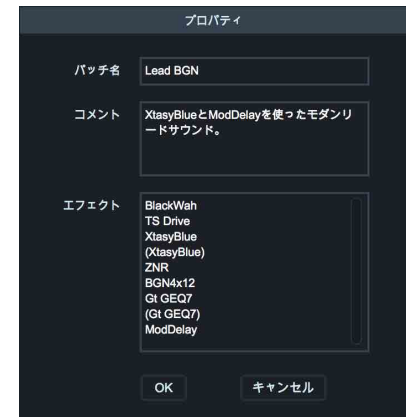 プロパティ
パッチ名
Lead BGN
コメント
XtasyBlueとModDelayを使ったモダンリ
ードサウンド。
エフェクト
BlackWah
TS Drive
XtasyBlue
(XtasyBlue)
ZNR
BGN4x12
Gt GEQ7
(Gt GEQ7)
ModDelay
OK
キャンセル